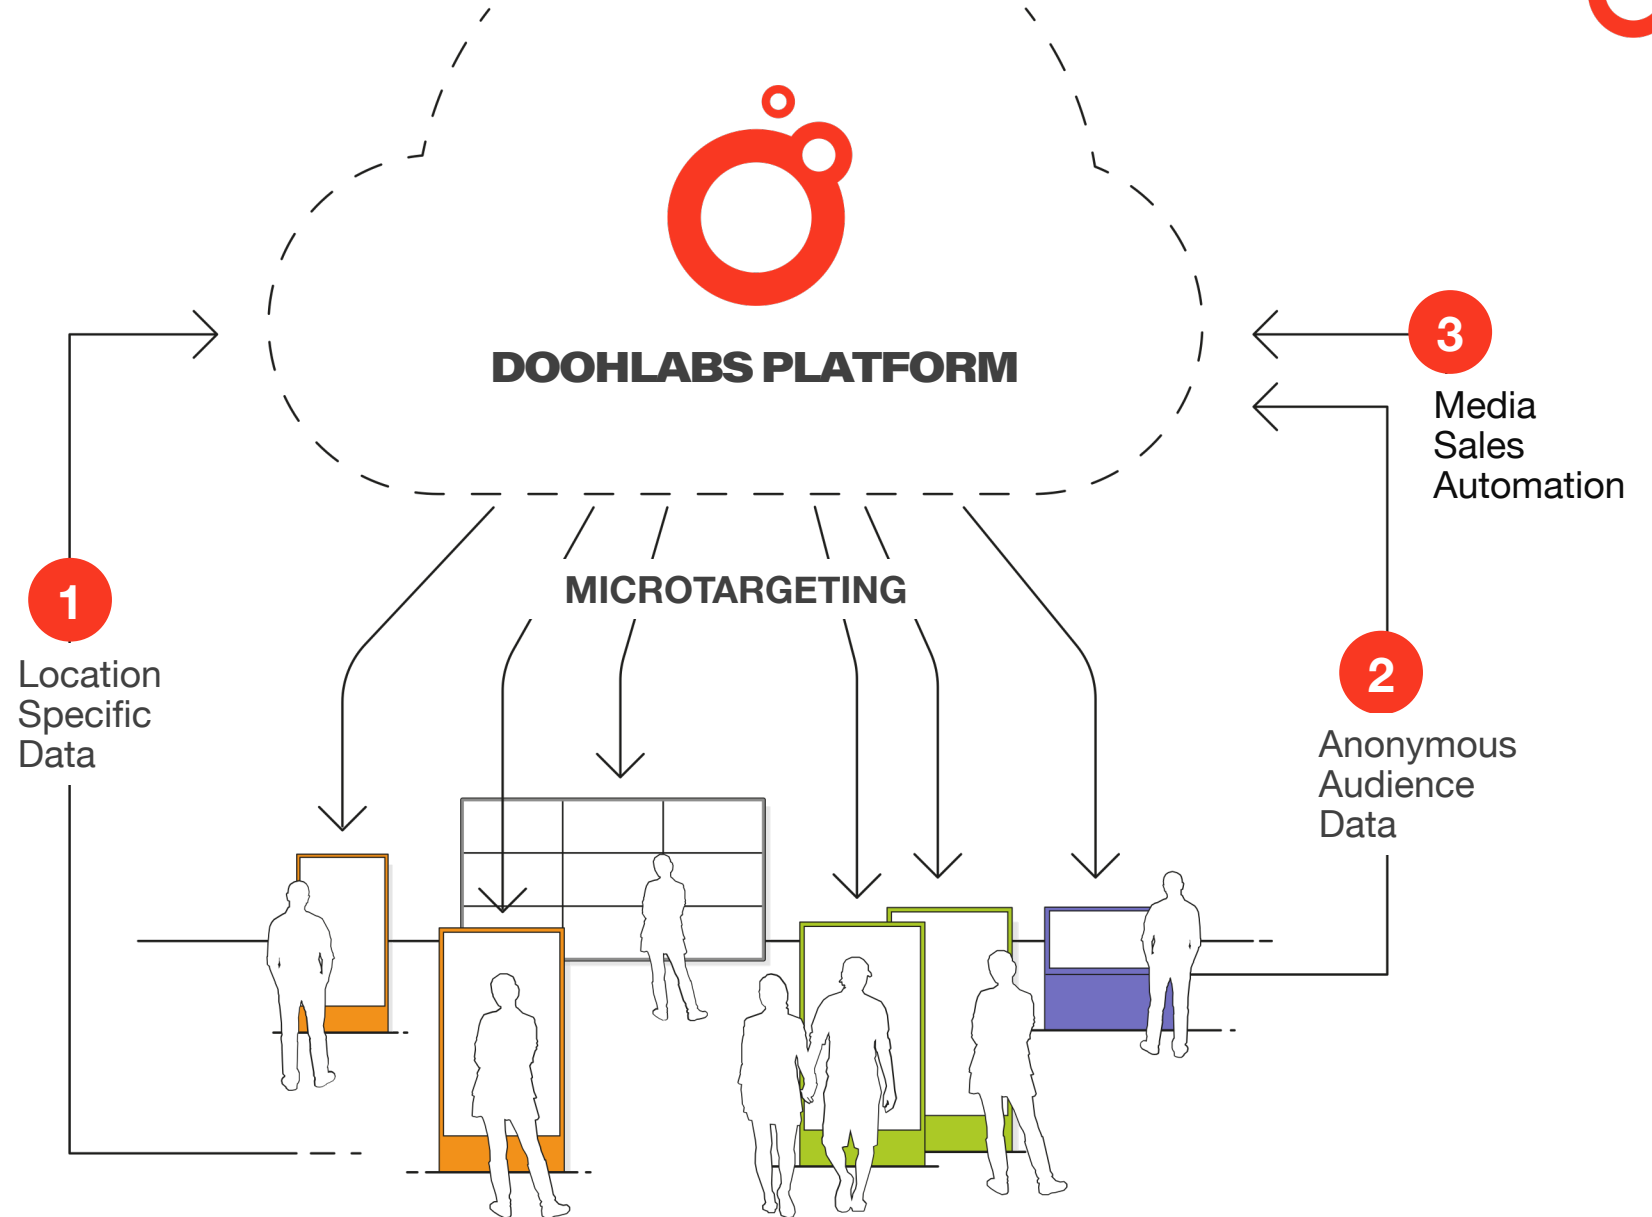 DOOHLABS PLATFORM
3
Media
Sales
Automation
MICROTARGETING
1
Location
Specific
Data
2
Anonymous
Audience
Data